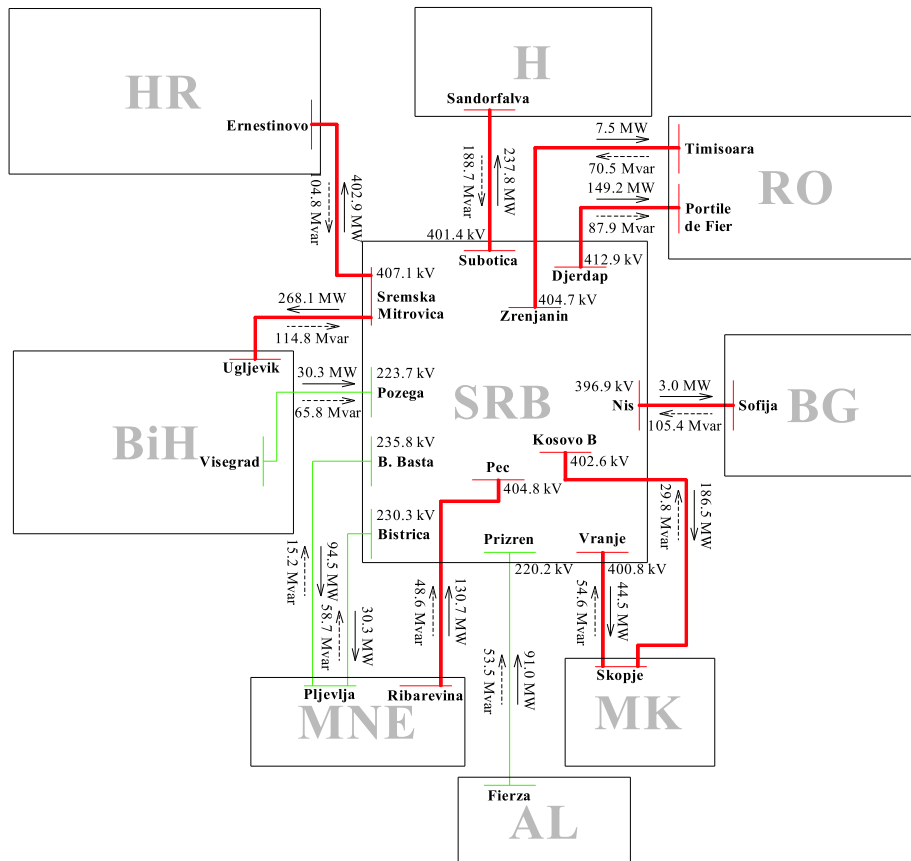 HR
H
Sandorfalva
Ernestinovo
7.5 MW
70.5 Mvar
Timisoara
RO
149.2 MW
87.9 Mvar
Portile
de Fier
188.7 Mvar
237.8 MW
104.8 Mvar
402.9 MW
401.4 kV
Subotica
412.9 kV
Djerdap
404.7 kV
Zrenjanin
407.1 kV
Sremska
Mitrovica
268.1 MW
114.8 Mvar
Ugljevik
30.3 MW
65.8 Mvar
223.7 kV
Pozega
SRB
396.9 kV
Nis
3.0 MW
105.4 Mvar
Sofija
BG
BiH
Visegrad
235.8 kV
B. Basta
Kosovo B
402.6 kV
Pec
404.8 kV
230.3 kV
Bistrica
Prizren
220.2 kV
Vranje
400.8 kV
29.8 Mvar
186.5 MW
15.2 Mvar
94.5 MW
58.7 Mvar
30.3 MW
48.6 Mvar
130.7 MW
53.5 Mvar
91.0 MW
54.6 Mvar
44.5 MW
Pljevlja
Ribarevina
MNE
Skopje
MK
Fierza
AL